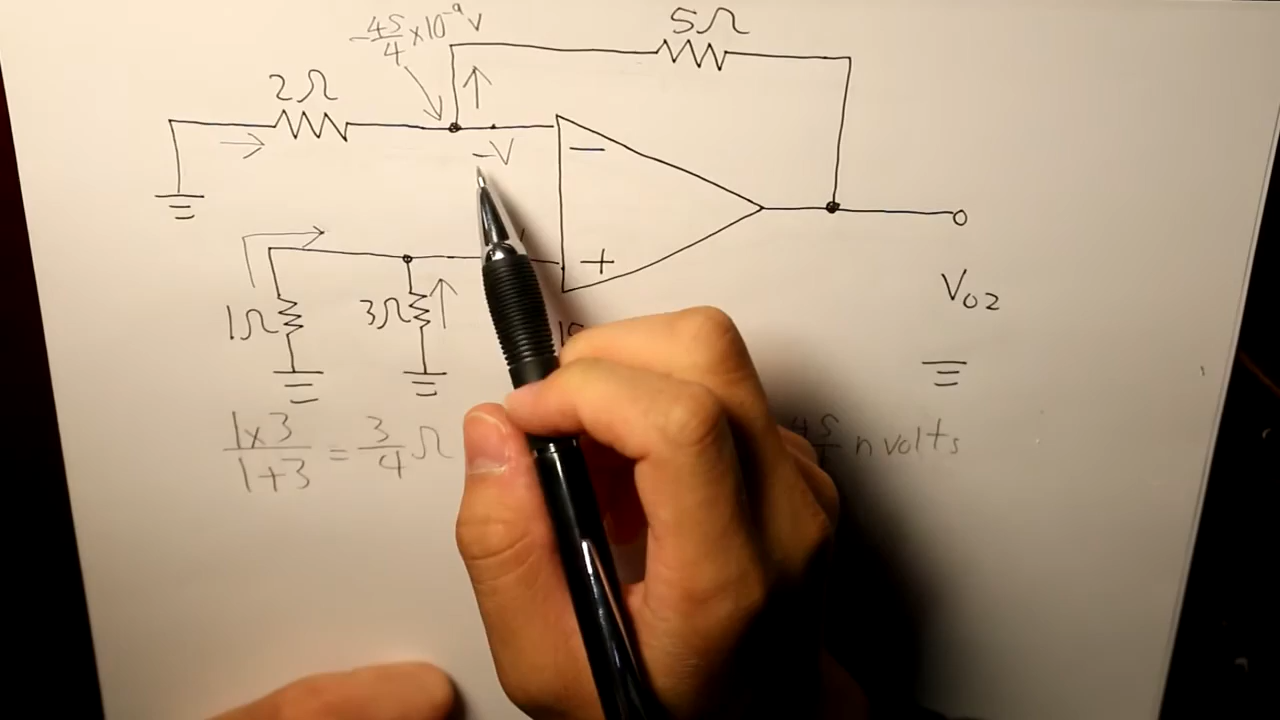 -45/4 x10⁻⁹ V
5Ω
2Ω
−
-V
+
1Ω
3Ω
V₀₂
1x3/1+3 = 3/4 Ω
n volts